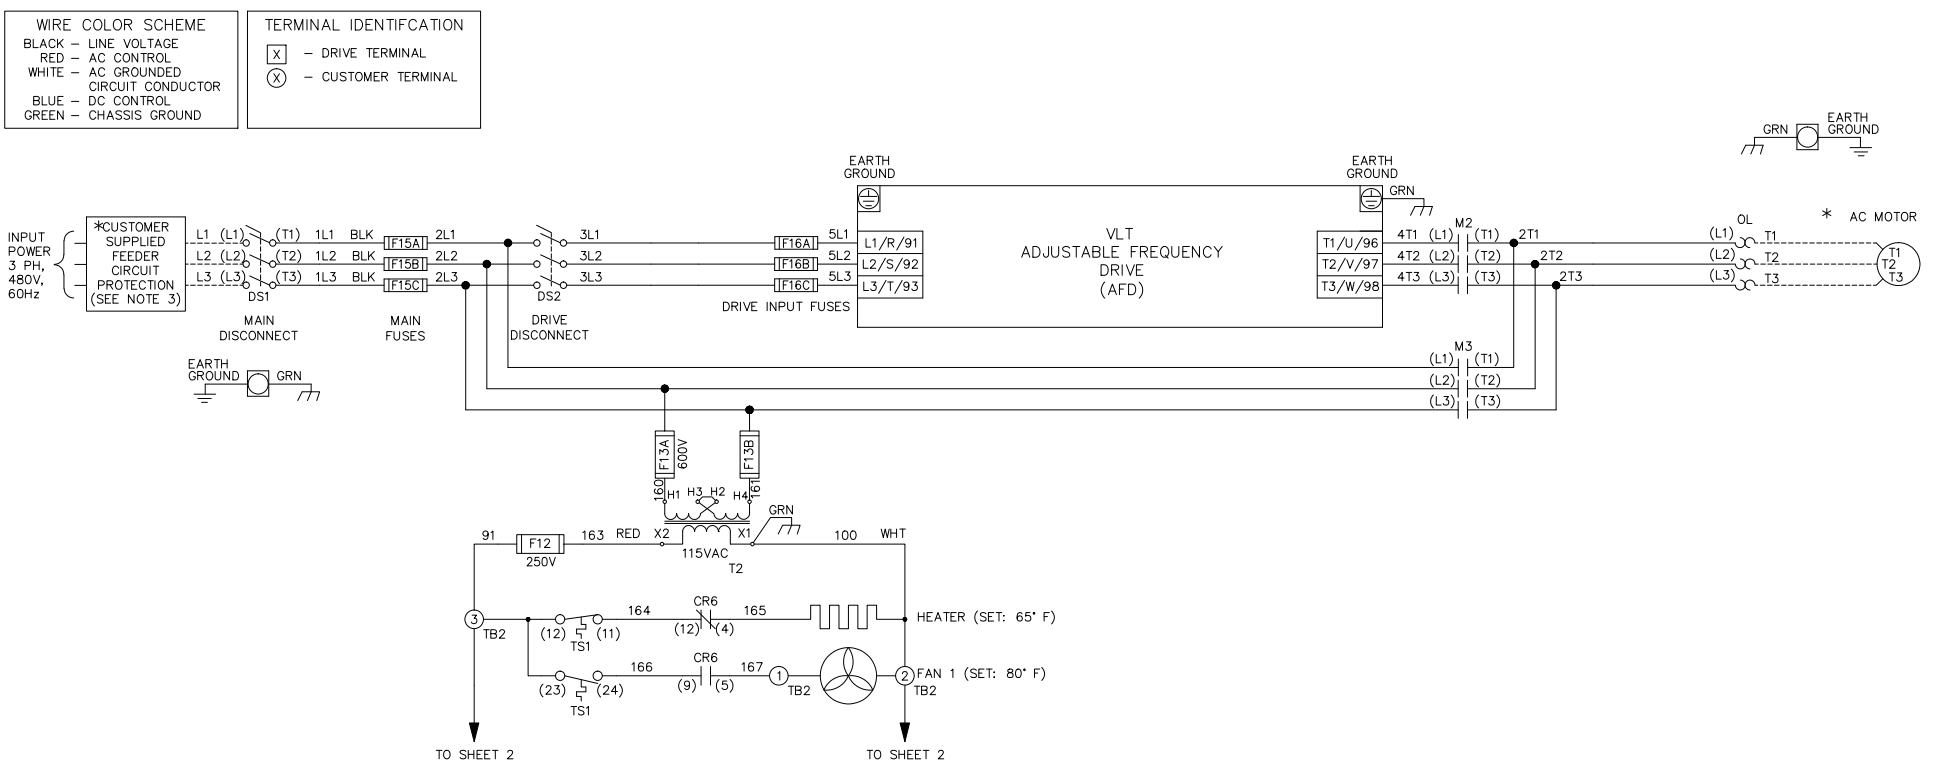 WIRE COLOR SCHEME
BLACK – LINE VOLTAGE
RED – AC CONTROL
WHITE – AC GROUNDED
CIRCUIT CONDUCTOR
BLUE – DC CONTROL
GREEN – CHASSIS GROUND
TERMINAL IDENTIFCATION
X – DRIVE TERMINAL
X – CUSTOMER TERMINAL
GRN
EARTH
GROUND
EARTH
GROUND
EARTH
GROUND
GRN
INPUT
POWER
3 PH,
480V,
60Hz
*CUSTOMER
SUPPLIED
FEEDER
CIRCUIT
PROTECTION
(SEE NOTE 3)
L1 (L1) (T1) 1L1 BLK F15A 2L1 3L1 F16A 5L1 L1/R/91
L2 (L2) (T2) 1L2 BLK F15B 2L2 3L2 F16B 5L2 L2/S/92
L3 (L3) (T3) 1L3 BLK F15C 2L3 3L3 F16C 5L3 L3/T/93
DS1
DS2
MAIN
DISCONNECT
MAIN
FUSES
DRIVE
DISCONNECT
DRIVE INPUT FUSES
VLT
ADJUSTABLE FREQUENCY
DRIVE
(AFD)
M2
OL
* AC MOTOR
T1/U/96 4T1 (L1) (T1) 2T1 (L1) T1
T2/V/97 4T2 (L2) (T2) 2T2 (L2) T2
T3/W/98 4T3 (L3) (T3) 2T3 (L3) T3
T1
T2
T3
M3
(L1) (T1)
(L2) (T2)
(L3) (T3)
EARTH
GROUND
GRN
F13A
600V
F13B
160
161
H1 H3 H2 H4
GRN
91 F12 163 RED X2 X1 100 WHT
250V
115VAC
T2
3
TB2
(12) (11)
TS1
164
CR6
(12) (4)
165
HEATER (SET: 65° F)
(23) (24)
TS1
166
CR6
(9) (5)
167
1
TB2
2
TB2
FAN 1 (SET: 80° F)
TO SHEET 2
TO SHEET 2